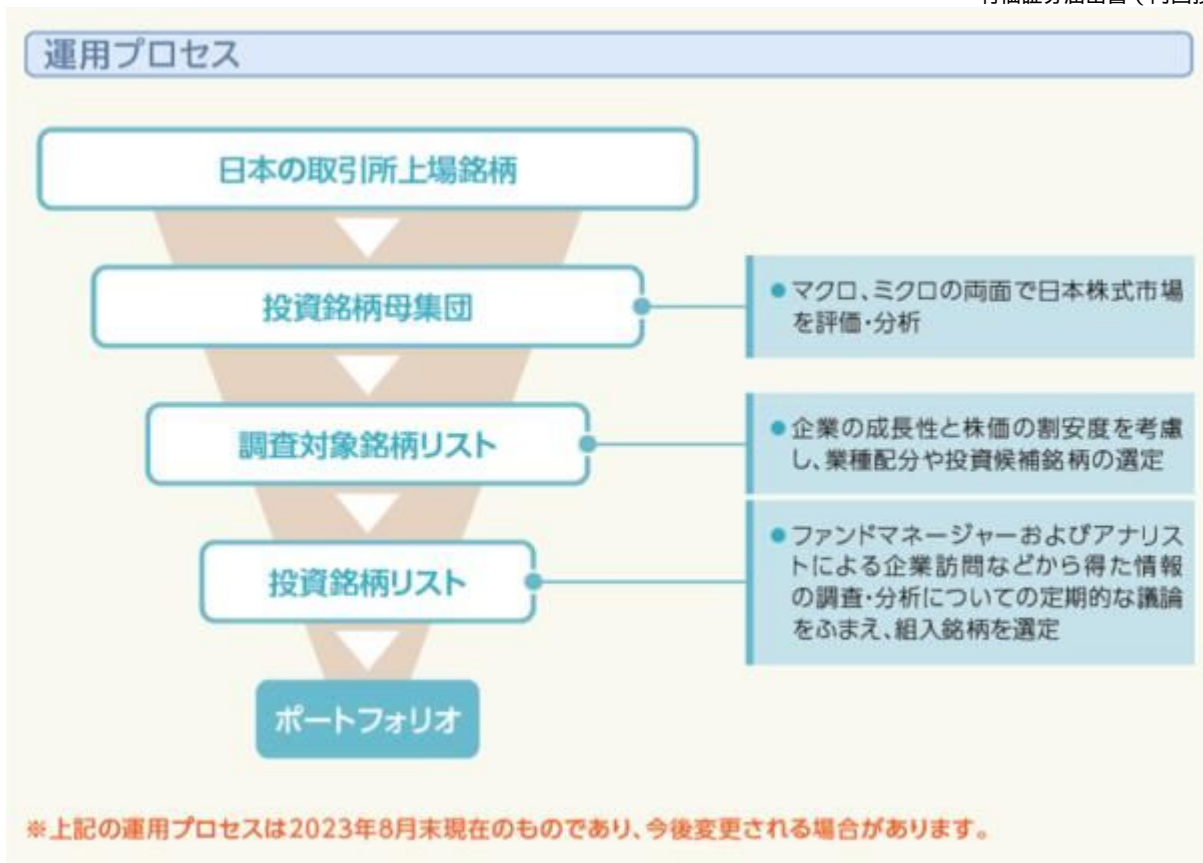 運用プロセス
日本の取引所上場銘柄
投資銘柄母集団
●マクロ、ミクロの両面で日本株式市場
を評価・分析
調査対象銘柄リスト
●企業の成長性と株価の割安度を考慮
し、業種配分や投資候補銘柄の選定
投資銘柄リスト
●ファンドマネージャーおよびアナリス
トによる企業訪問などから得た情報
の調査・分析についての定期的な議論
をふまえ、組入銘柄を選定
ポートフォリオ
※上記の運用プロセスは2023年8月末現在のものであり、今後変更される場合があります。